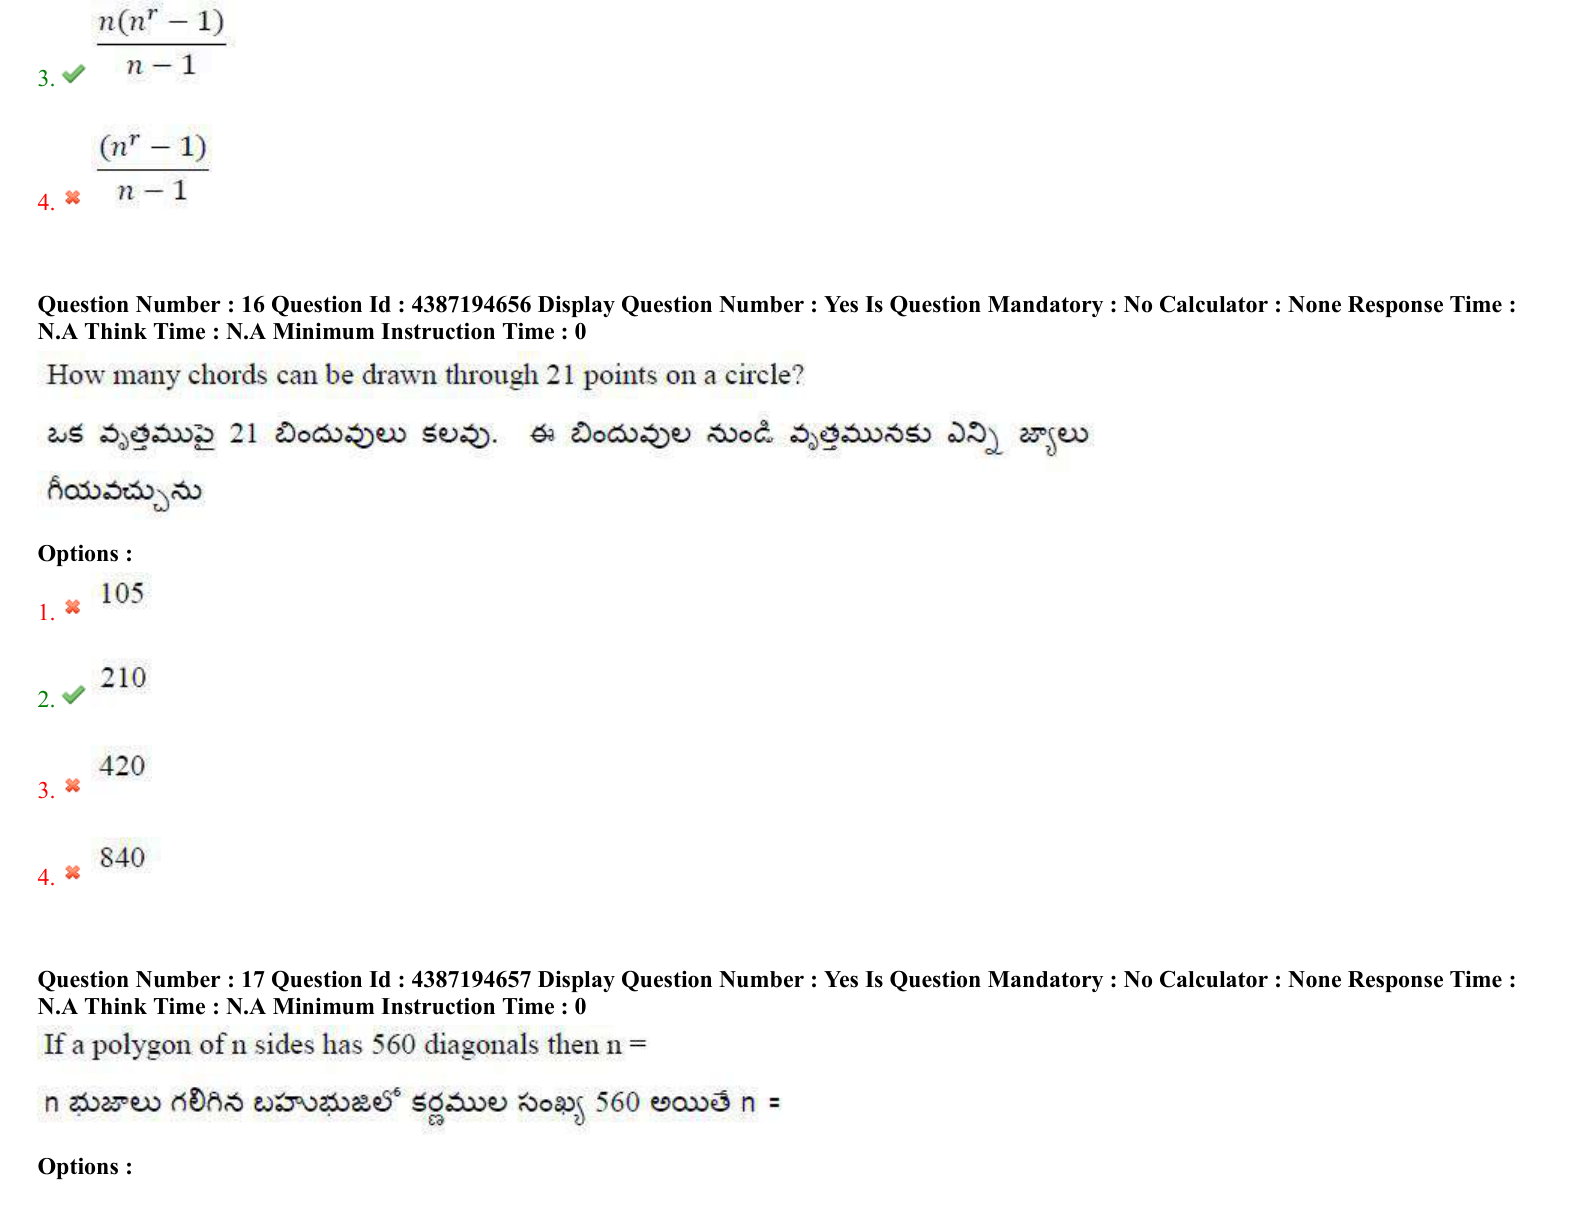 n(n^r − 1)
n − 1
3.
(n^r − 1)
n − 1
4.
Question Number : 16 Question Id : 4387194656 Display Question Number : Yes Is Question Mandatory : No Calculator : None Response Time :
N.A Think Time : N.A Minimum Instruction Time : 0
How many chords can be drawn through 21 points on a circle?
ఒక వృత్తముపై 21 బిందువులు కలవు. ఈ బిందువుల నుండి వృత్తమునకు ఎన్ని జ్యాలు
గీయవచ్చును
Options :
105
1.
210
2.
420
3.
840
4.
Question Number : 17 Question Id : 4387194657 Display Question Number : Yes Is Question Mandatory : No Calculator : None Response Time :
N.A Think Time : N.A Minimum Instruction Time : 0
If a polygon of n sides has 560 diagonals then n =
n భుజాలు గలిగిన బహుభుజిలో కర్ణముల సంఖ్య 560 అయితే n =
Options :